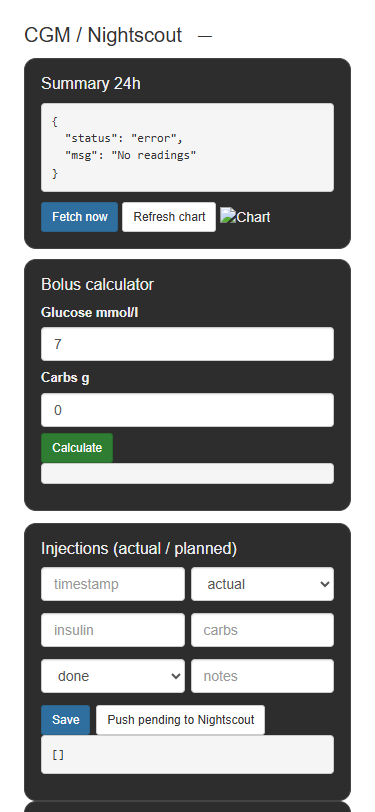 CGM / Nightscout —
Summary 24h
{
"status": "error",
"msg": "No readings"
}
Fetch now Refresh chart Chart
Bolus calculator
Glucose mmol/l
7
Carbs g
0
Calculate
Injections (actual / planned)
timestamp actual
insulin carbs
done notes
Save Push pending to Nightscout
[]